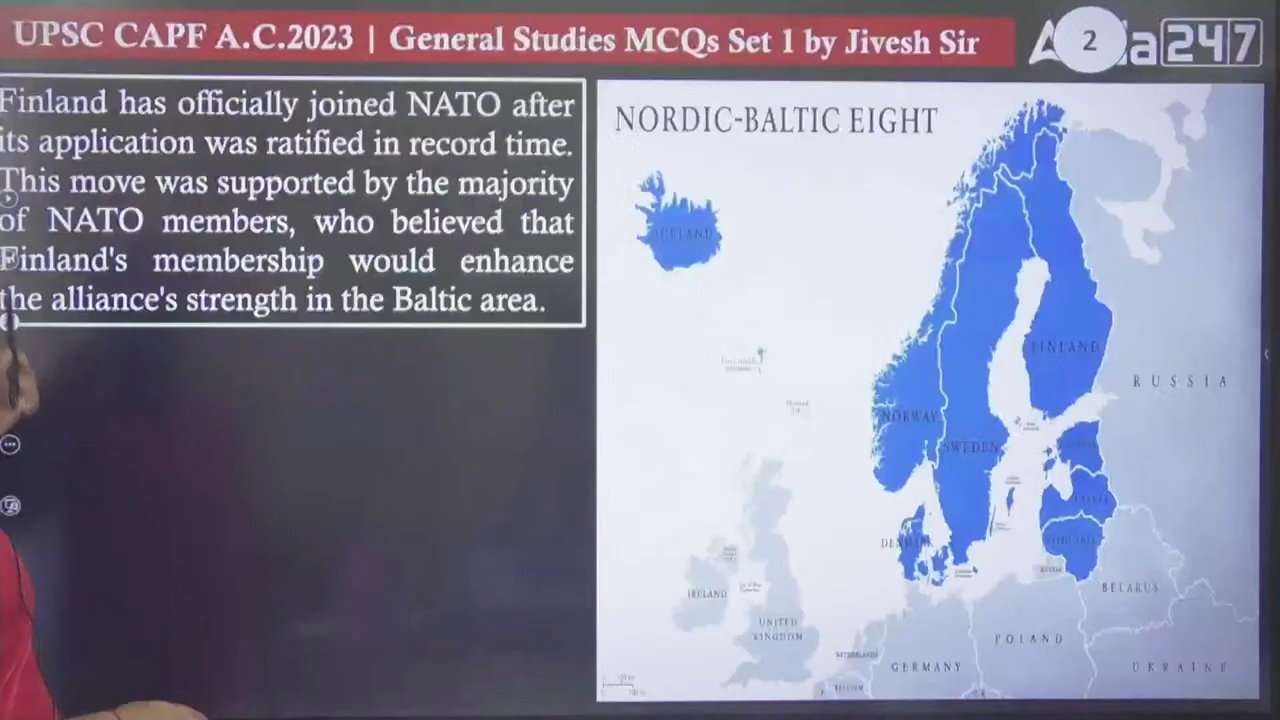 UPSC CAPF A.C.2023 | General Studies MCQs Set 1 by Jivesh Sir
2
a 247
Finland has officially joined NATO after
its application was ratified in record time.
This move was supported by the majority
of NATO members, who believed that
Finland's membership would enhance
the alliance's strength in the Baltic area.
NORDIC-BALTIC EIGHT
ICELAND
FINLAND
RUSSIA
NORWAY
SWEDEN
DENMARK
BELARUS
IRELAND
UNITED
KINGDOM
POLAND
NETHERLANDS
GERMANY
UKRAINE
BELGIUM